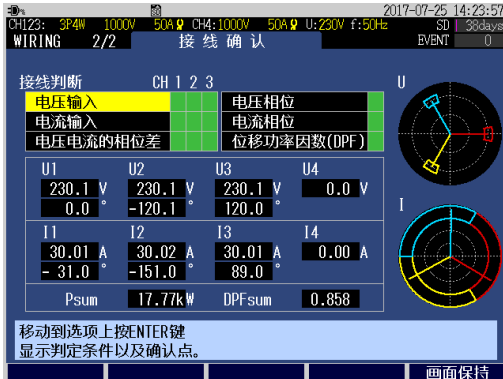 2017-07-25 14:23:57
CH123: 3P4W 1000V 50A CH4:1000V 50A U:230V f:50Hz SD 38days
WIRING 2/2 接线确认 EVENT 0
接线判断 CH 1 2 3
电压输入 电压相位
电流输入 电流相位
电压电流的相位差 位移功率因数(DPF)
U
U1 U2 U3 U4
230.1 V 230.1 V 230.1 V 0.0 V
0.0 ° -120.1 ° 120.0 °
I
I1 I2 I3 I4
30.01 A 30.02 A 30.01 A 0.00 A
- 31.0 ° -151.0 ° 89.0 °
Psum 17.77kW DPFsum 0.858
移动到选项上按ENTER键
显示判定条件以及确认点。
画面保持